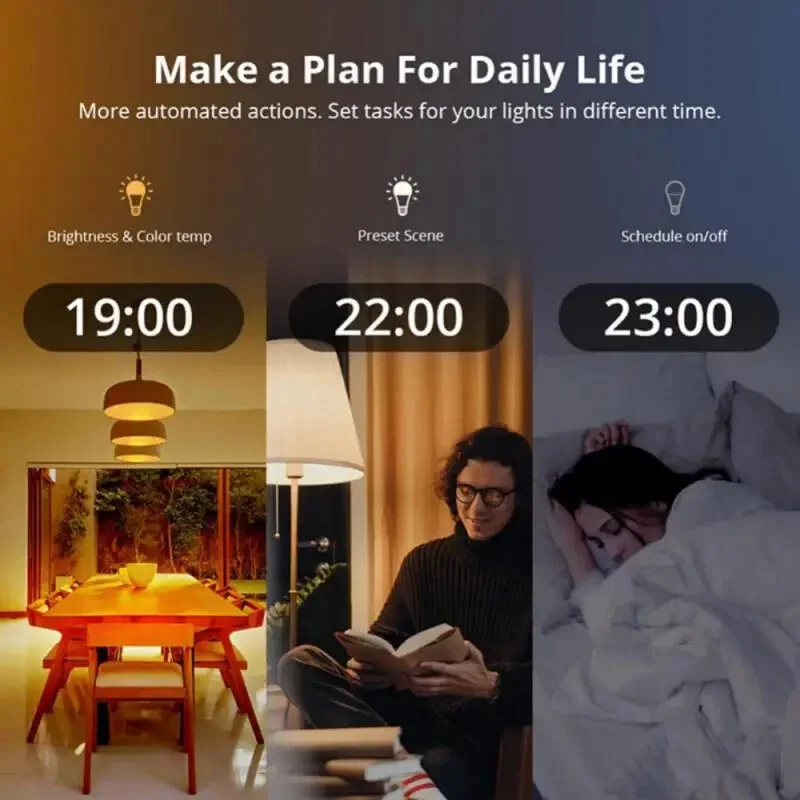 Make a Plan For Daily Life
More automated actions. Set tasks for your lights in different time.
Brightness & Color temp
Preset Scene
Schedule on/off
19:00
22:00
23:00